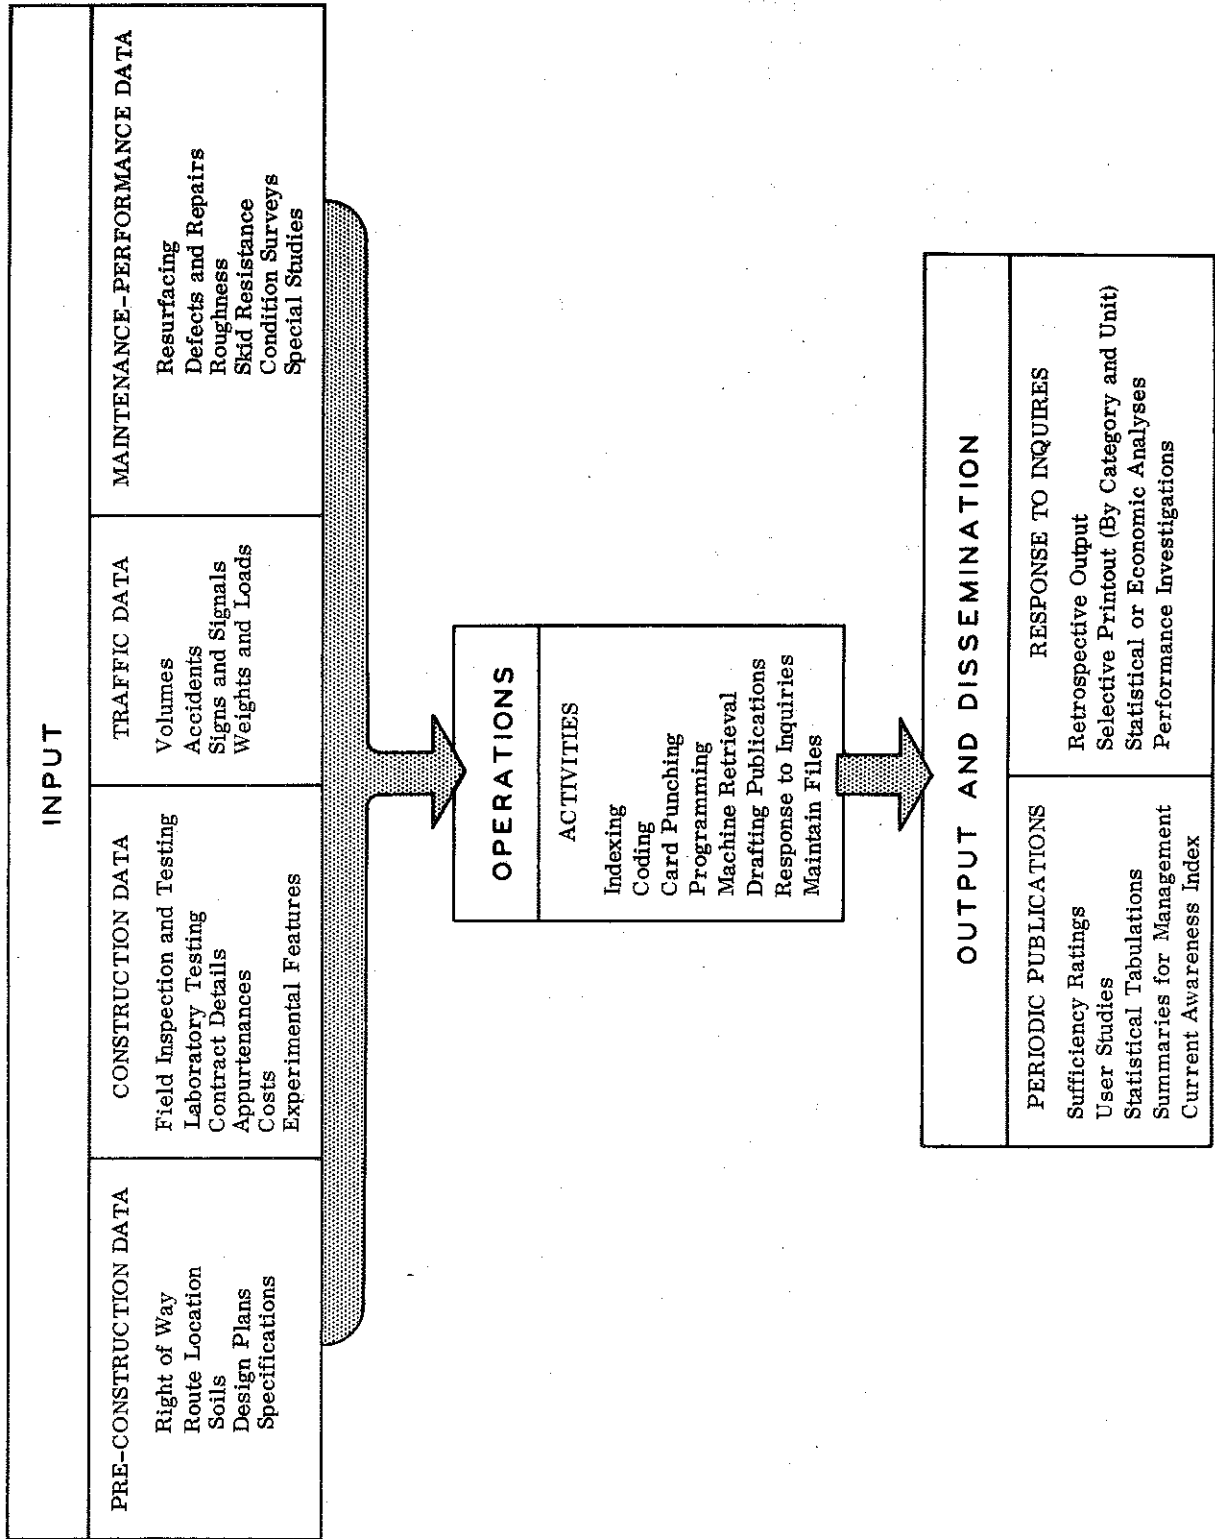 INPUT
PRE-CONSTRUCTION DATA
Right of Way
Route Location
Soils
Design Plans
Specifications
CONSTRUCTION DATA
Field Inspection and Testing
Laboratory Testing
Contract Details
Appurtenances
Costs
Experimental Features
TRAFFIC DATA
Volumes
Accidents
Signs and Signals
Weights and Loads
MAINTENANCE-PERFORMANCE DATA
Resurfacing
Defects and Repairs
Roughness
Skid Resistance
Condition Surveys
Special Studies
OPERATIONS
ACTIVITIES
Indexing
Coding
Card Punching
Programming
Machine Retrieval
Drafting Publications
Response to Inquiries
Maintain Files
OUTPUT AND DISSEMINATION
PERIODIC PUBLICATIONS
Sufficiency Ratings
User Studies
Statistical Tabulations
Summaries for Management
Current Awareness Index
RESPONSE TO INQUIRES
Retrospective Output
Selective Printout (By Category and Unit)
Statistical or Economic Analyses
Performance Investigations